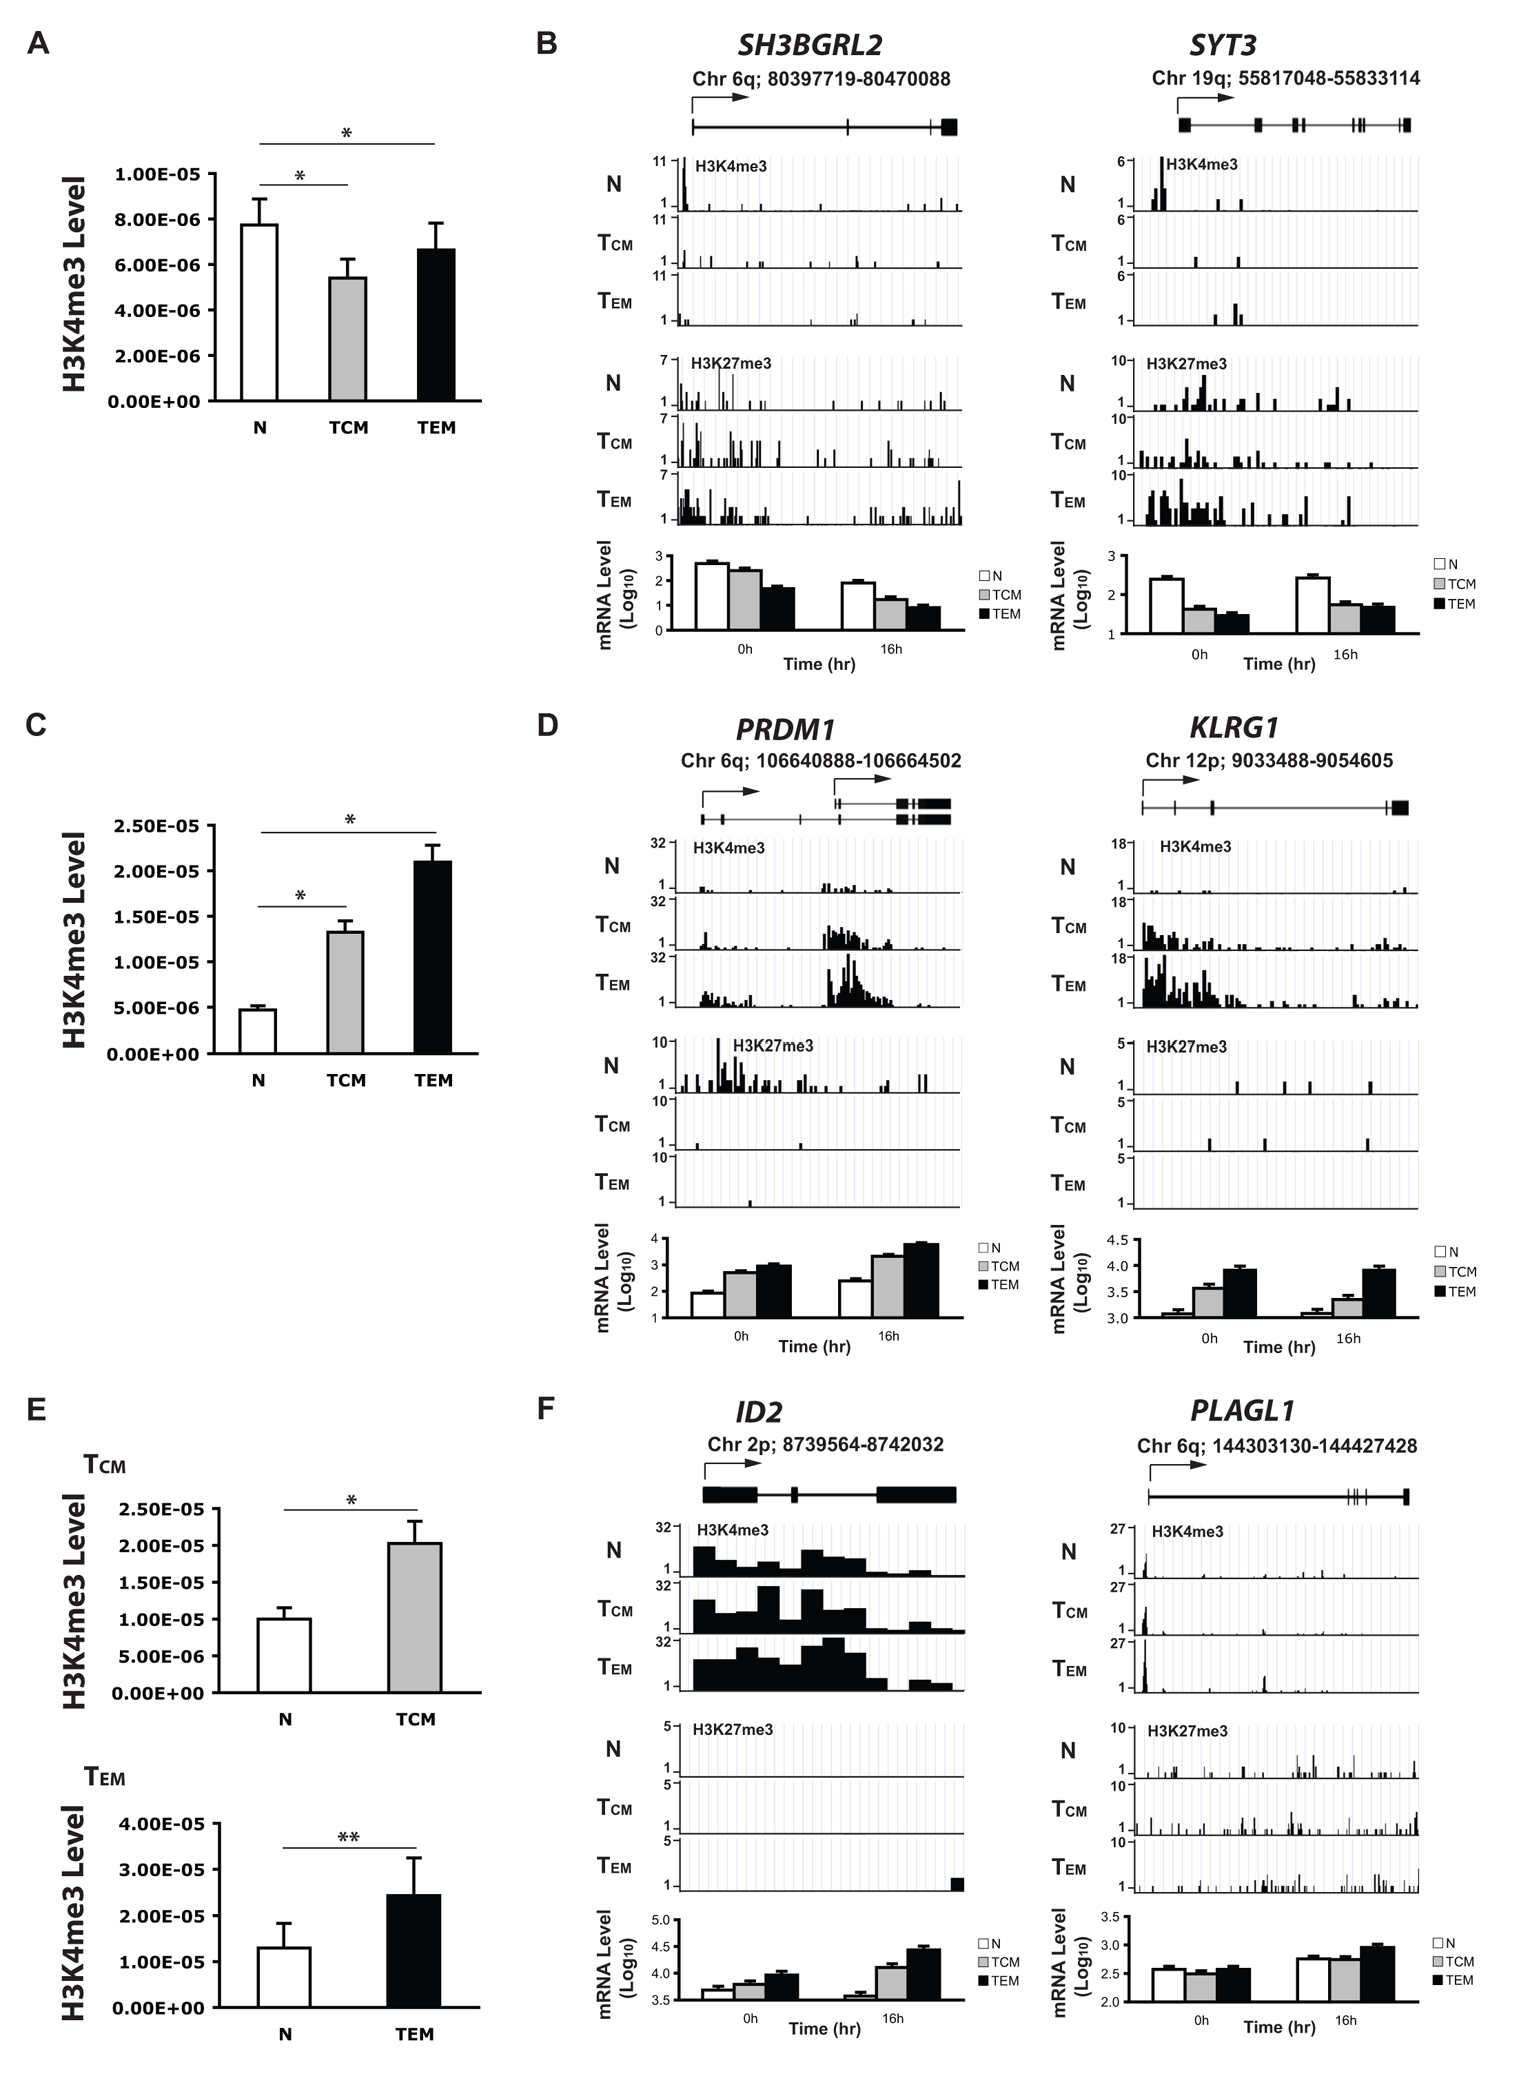 A
H3K4me3 Level
1.00E-05
8.00E-06
6.00E-06
4.00E-06
2.00E-06
0.00E+00
*
*
N TCM TEM
B
SH3BGRL2
Chr 6q; 80397719-80470088
N
11
H3K4me3
1
TCM
11
1
TEM
11
1
N
7
H3K27me3
1
TCM
7
1
TEM
7
1
mRNA Level
(Log10)
3
2
1
0
0h 16h
Time (hr)
N
TCM
TEM
SYT3
Chr 19q; 55817048-55833114
N
6
H3K4me3
1
TCM
6
1
TEM
6
1
N
10
H3K27me3
1
TCM
10
1
TEM
10
1
mRNA Level
(Log10)
3
2
1
0h 16h
Time (hr)
N
TCM
TEM
C
H3K4me3 Level
2.50E-05
2.00E-05
1.50E-05
1.00E-05
5.00E-06
0.00E+00
*
*
N TCM TEM
D
PRDM1
Chr 6q; 106640888-106664502
N
32
H3K4me3
1
TCM
32
1
TEM
32
1
N
10
H3K27me3
1
TCM
10
1
TEM
10
1
mRNA Level
(Log10)
4
3
2
1
0h 16h
Time (hr)
N
TCM
TEM
KLRG1
Chr 12p; 9033488-9054605
N
18
H3K4me3
1
TCM
18
1
TEM
18
1
N
5
H3K27me3
1
TCM
5
1
TEM
5
1
mRNA Level
(Log10)
4.5
4.0
3.5
3.0
0h 16h
Time (hr)
N
TCM
TEM
E
TCM
H3K4me3 Level
2.50E-05
2.00E-05
1.50E-05
1.00E-05
5.00E-06
0.00E+00
*
N TCM
TEM
H3K4me3 Level
4.00E-05
3.00E-05
2.00E-05
1.00E-05
0.00E+00
**
N TEM
F
ID2
Chr 2p; 8739564-8742032
N
32
H3K4me3
1
TCM
32
1
TEM
32
1
N
5
H3K27me3
1
TCM
5
1
TEM
5
1
mRNA Level
(Log10)
5.0
4.5
4.0
3.5
0h 16h
Time (hr)
N
TCM
TEM
PLAGL1
Chr 6q; 144303130-144427428
N
27
H3K4me3
1
TCM
27
1
TEM
27
1
N
10
H3K27me3
1
TCM
10
1
TEM
10
1
mRNA Level
(Log10)
3.5
3.0
2.5
2.0
0h 16h
Time (hr)
N
TCM
TEM